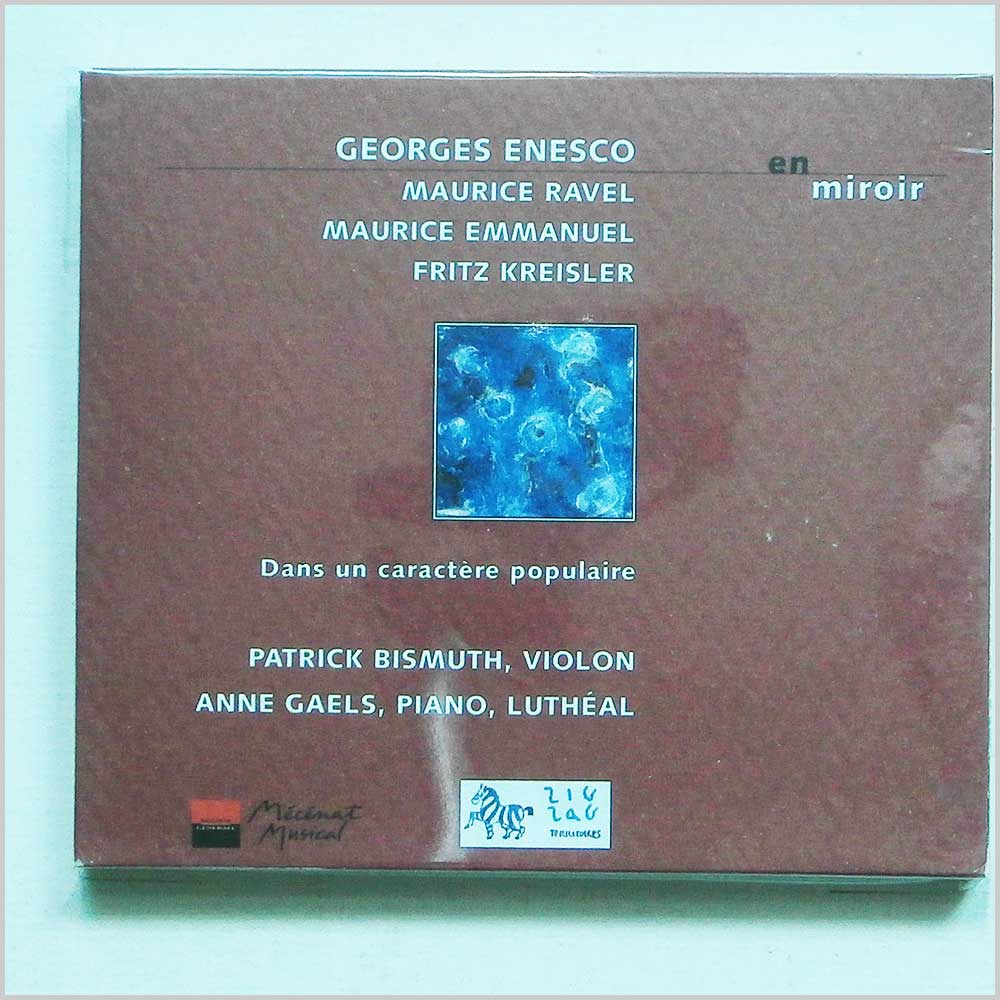 GEORGES ENESCO
en
miroir
MAURICE RAVEL
MAURICE EMMANUEL
FRITZ KREISLER
Dans un caractère populaire
PATRICK BISMUTH, VIOLON
ANNE GAELS, PIANO, LUTHÉAL
Mécénat
Musical
ZIG
ZAG
TERRITOIRES